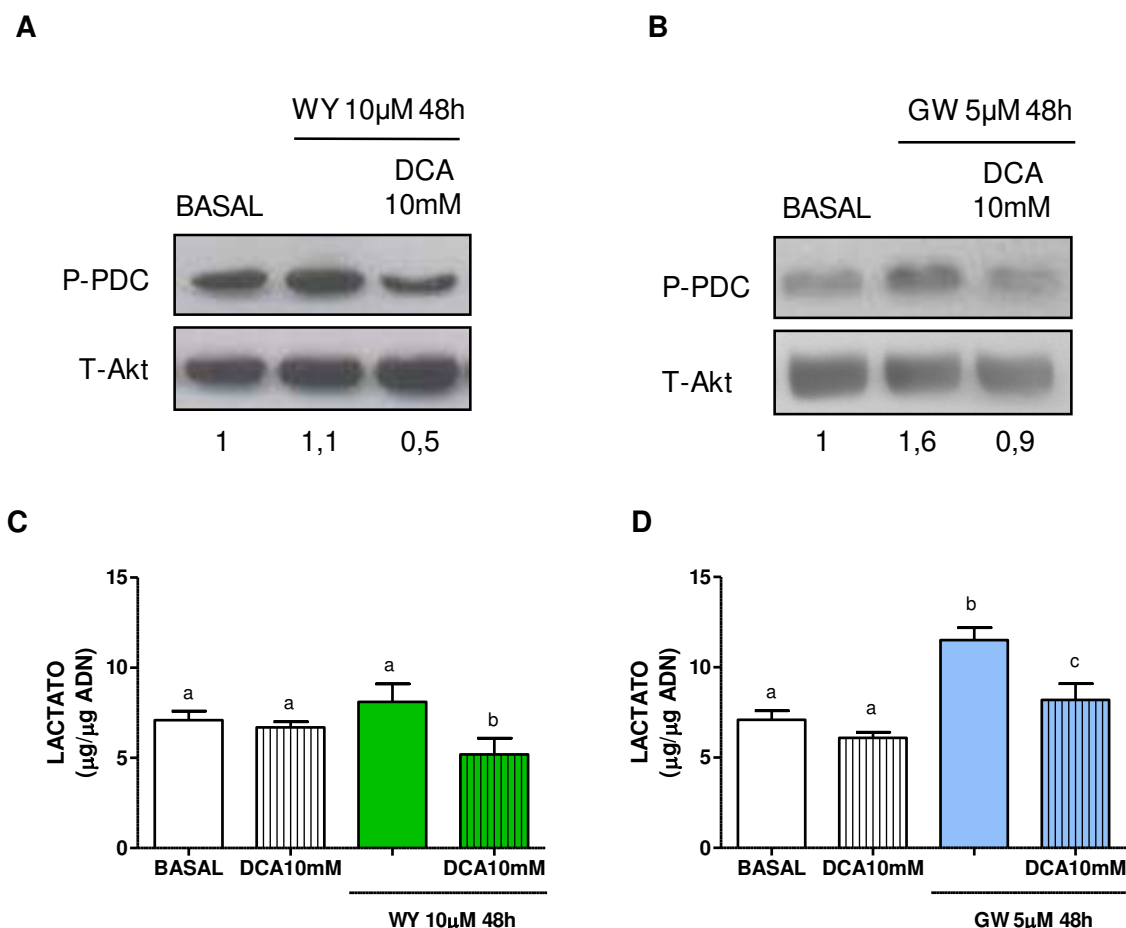 A
WY 10µM 48h
DCA
10mM
BASAL
P-PDC
T-Akt
1 1,1 0,5
B
GW 5µM 48h
DCA
10mM
BASAL
P-PDC
T-Akt
1 1,6 0,9
C
LACTATO
(µg/µg ADN)
15
10
5
0
a
a
a
b
BASAL DCA10mM - DCA10mM
WY 10µM 48h
D
LACTATO
(µg/µg ADN)
15
10
5
0
a
a
b
c
BASAL DCA10mM - DCA10mM
GW 5µM 48h